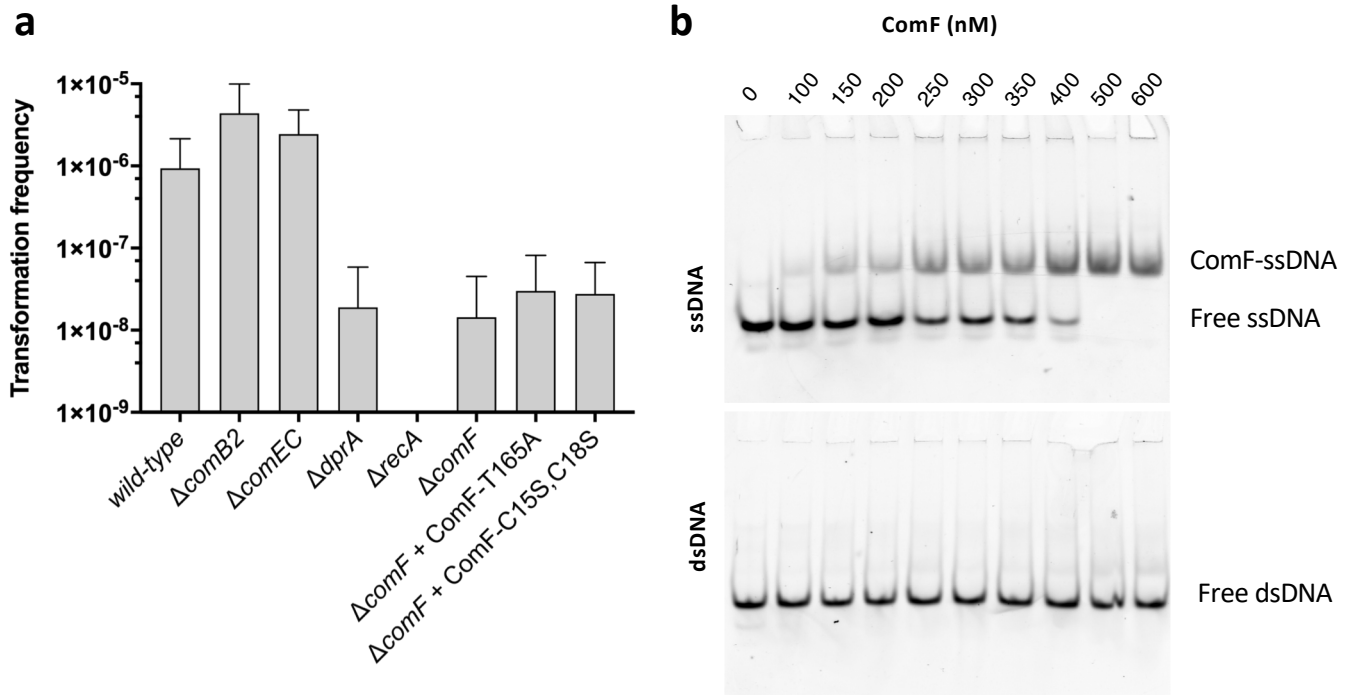 a
Transformation frequency
1×10⁻⁵
1×10⁻⁶
1×10⁻⁷
1×10⁻⁸
1×10⁻⁹
wild-type
ΔcomB2
ΔcomEC
ΔdprA
ΔrecA
ΔcomF
ΔcomF + ComF-T165A
ΔcomF + ComF-C15S,C18S
b
ComF (nM)
0 100 150 200 250 300 350 400 500 600
ssDNA
ComF-ssDNA
Free ssDNA
dsDNA
Free dsDNA